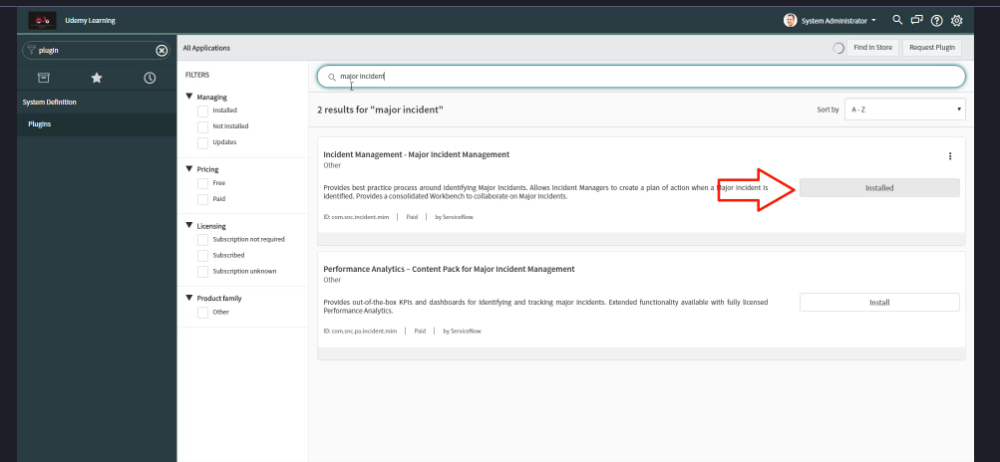 Udemy Learning
System Administrator
plugin
System Definition
Plugins
All Applications
Find in Store
Request Plugin
FILTERS
Managing
Installed
Not Installed
Updates
Pricing
Free
Paid
Licensing
Subscription not required
Subscribed
Subscription unknown
Product family
Other
major incident
2 results for "major incident"
Sort by
A - Z
Incident Management - Major Incident Management
Other
Provides best practice process around identifying Major Incidents. Allows Incident Managers to create a plan of action when a Major Incident is
identified. Provides a consolidated Workbench to collaborate on Major Incidents.
ID: com.snc.incident.mim | Paid | by ServiceNow
Installed
Performance Analytics – Content Pack for Major Incident Management
Other
Provides out-of-the-box KPIs and dashboards for identifying and tracking major incidents. Extended functionality available with fully licensed
Performance Analytics.
ID: com.snc.pa.incident.mim | Paid | by ServiceNow
Install